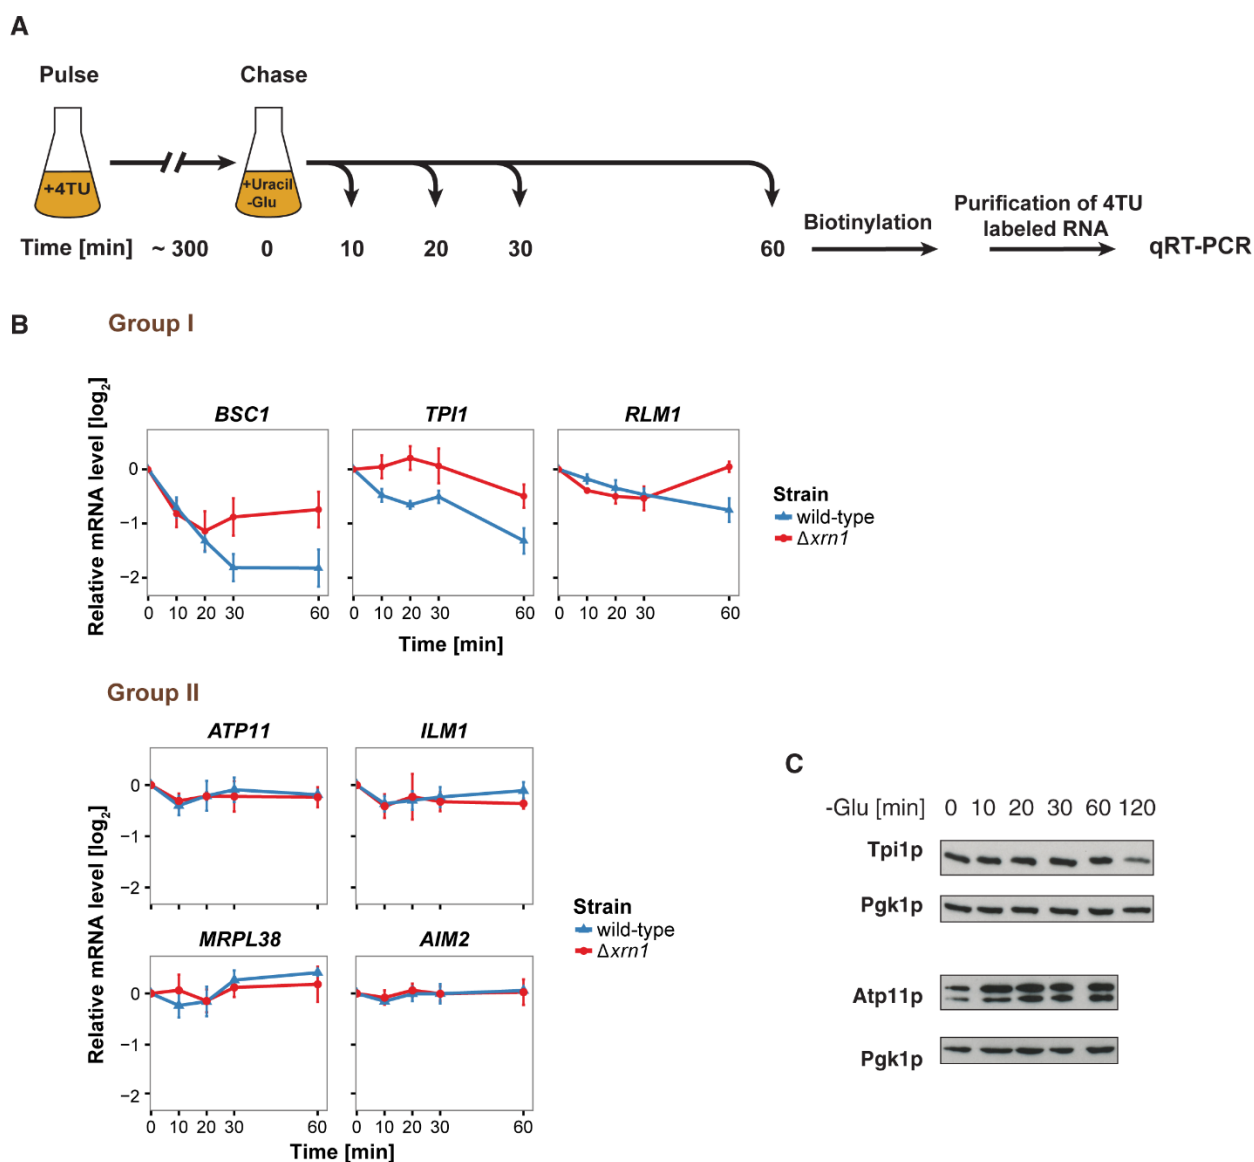 A
Pulse
Chase
+4TU
+Uracil
-Glu
Time [min] ~ 300 0 10 20 30 60
Biotinylation
Purification of 4TU
labeled RNA
qRT-PCR
B
Group I
Relative mRNA level [log2]
BSC1 TPI1 RLM1
0
−1
−2
0 10 20 30 60
0 10 20 30 60
0 10 20 30 60
Time [min]
Strain
wild-type
Δxrn1
Group II
Relative mRNA level [log2]
ATP11 ILM1
0
−1
−2
MRPL38 AIM2
0
−1
−2
0 10 20 30 60
0 10 20 30 60
Time [min]
Strain
wild-type
Δxrn1
C
-Glu [min] 0 10 20 30 60 120
Tpi1p
Pgk1p
Atp11p
Pgk1p